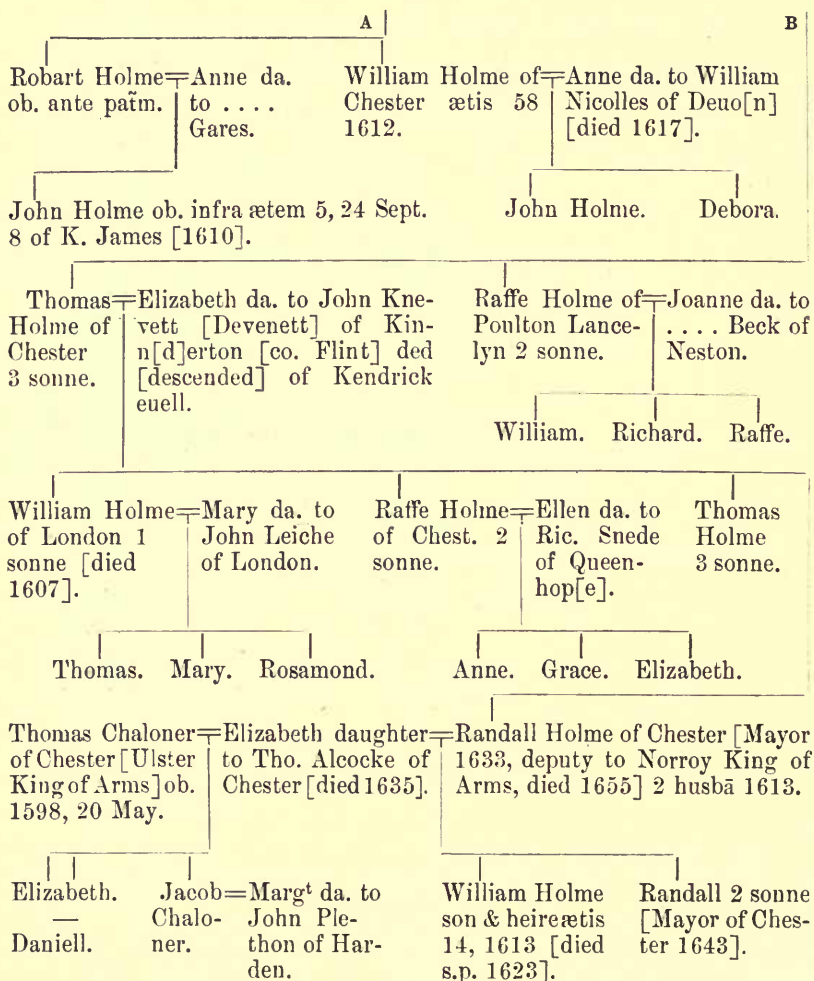 A B
Robart Holme╤Anne da. William Holme of╤Anne da. to William
ob. ante pat̃m. to .... Chester ætis 58 Nicolles of Deuo[n]
Gares. 1612. [died 1617].
John Holme ob. infra ætem 5, 24 Sept. John Holme. Debora.
8 of K. James [1610].
Thomas╤Elizabeth da. to John Kne- Raffe Holme of╤Joanne da. to
Holme of vett [Devenett] of Kin- Poulton Lance- .... Beck of
Chester n[d]erton [co. Flint] ded lyn 2 sonne. Neston.
3 sonne. [descended] of Kendrick
euell.
William. Richard. Raffe.
William Holme╤Mary da. to Raffe Holme╤Ellen da. to Thomas
of London 1 John Leiche of Chest. 2 Ric. Snede Holme
sonne [died of London. sonne. of Queen- 3 sonne.
1607]. hop[e].
Thomas. Mary. Rosamond. Anne. Grace. Elizabeth.
Thomas Chaloner╤Elizabeth daughter╤Randall Holme of Chester [Mayor
of Chester [Ulster to Tho. Alcocke of 1633, deputy to Norroy King of
King of Arms] ob. Chester [died 1635]. Arms, died 1655] 2 husbā 1613.
1598, 20 May.
Elizabeth. Jacob=Margᵗ da. to William Holme Randall 2 sonne
— Chalo- John Ple- son & heire ætis [Mayor of Ches-
Daniell. ner. thon of Har- 14, 1613 [died ter 1643].
den. s.p. 1623].